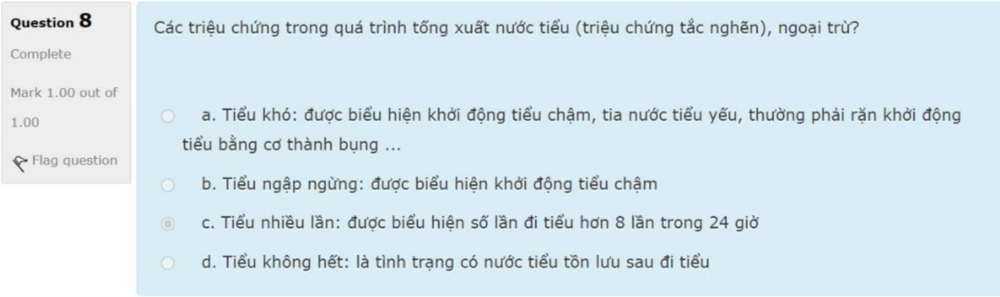 Question 8
Complete
Mark 1.00 out of
1.00
Flag question
Các triệu chứng trong quá trình tống xuất nước tiểu (triệu chứng tắc nghẽn), ngoại trừ?
a. Tiểu khó: được biểu hiện khởi động tiểu chậm, tia nước tiểu yếu, thường phải rặn khởi động
tiểu bằng cơ thành bụng ...
b. Tiểu ngập ngừng: được biểu hiện khởi động tiểu chậm
c. Tiểu nhiều lần: được biểu hiện số lần đi tiểu hơn 8 lần trong 24 giờ
d. Tiểu không hết: là tình trạng có nước tiểu tồn lưu sau đi tiểu